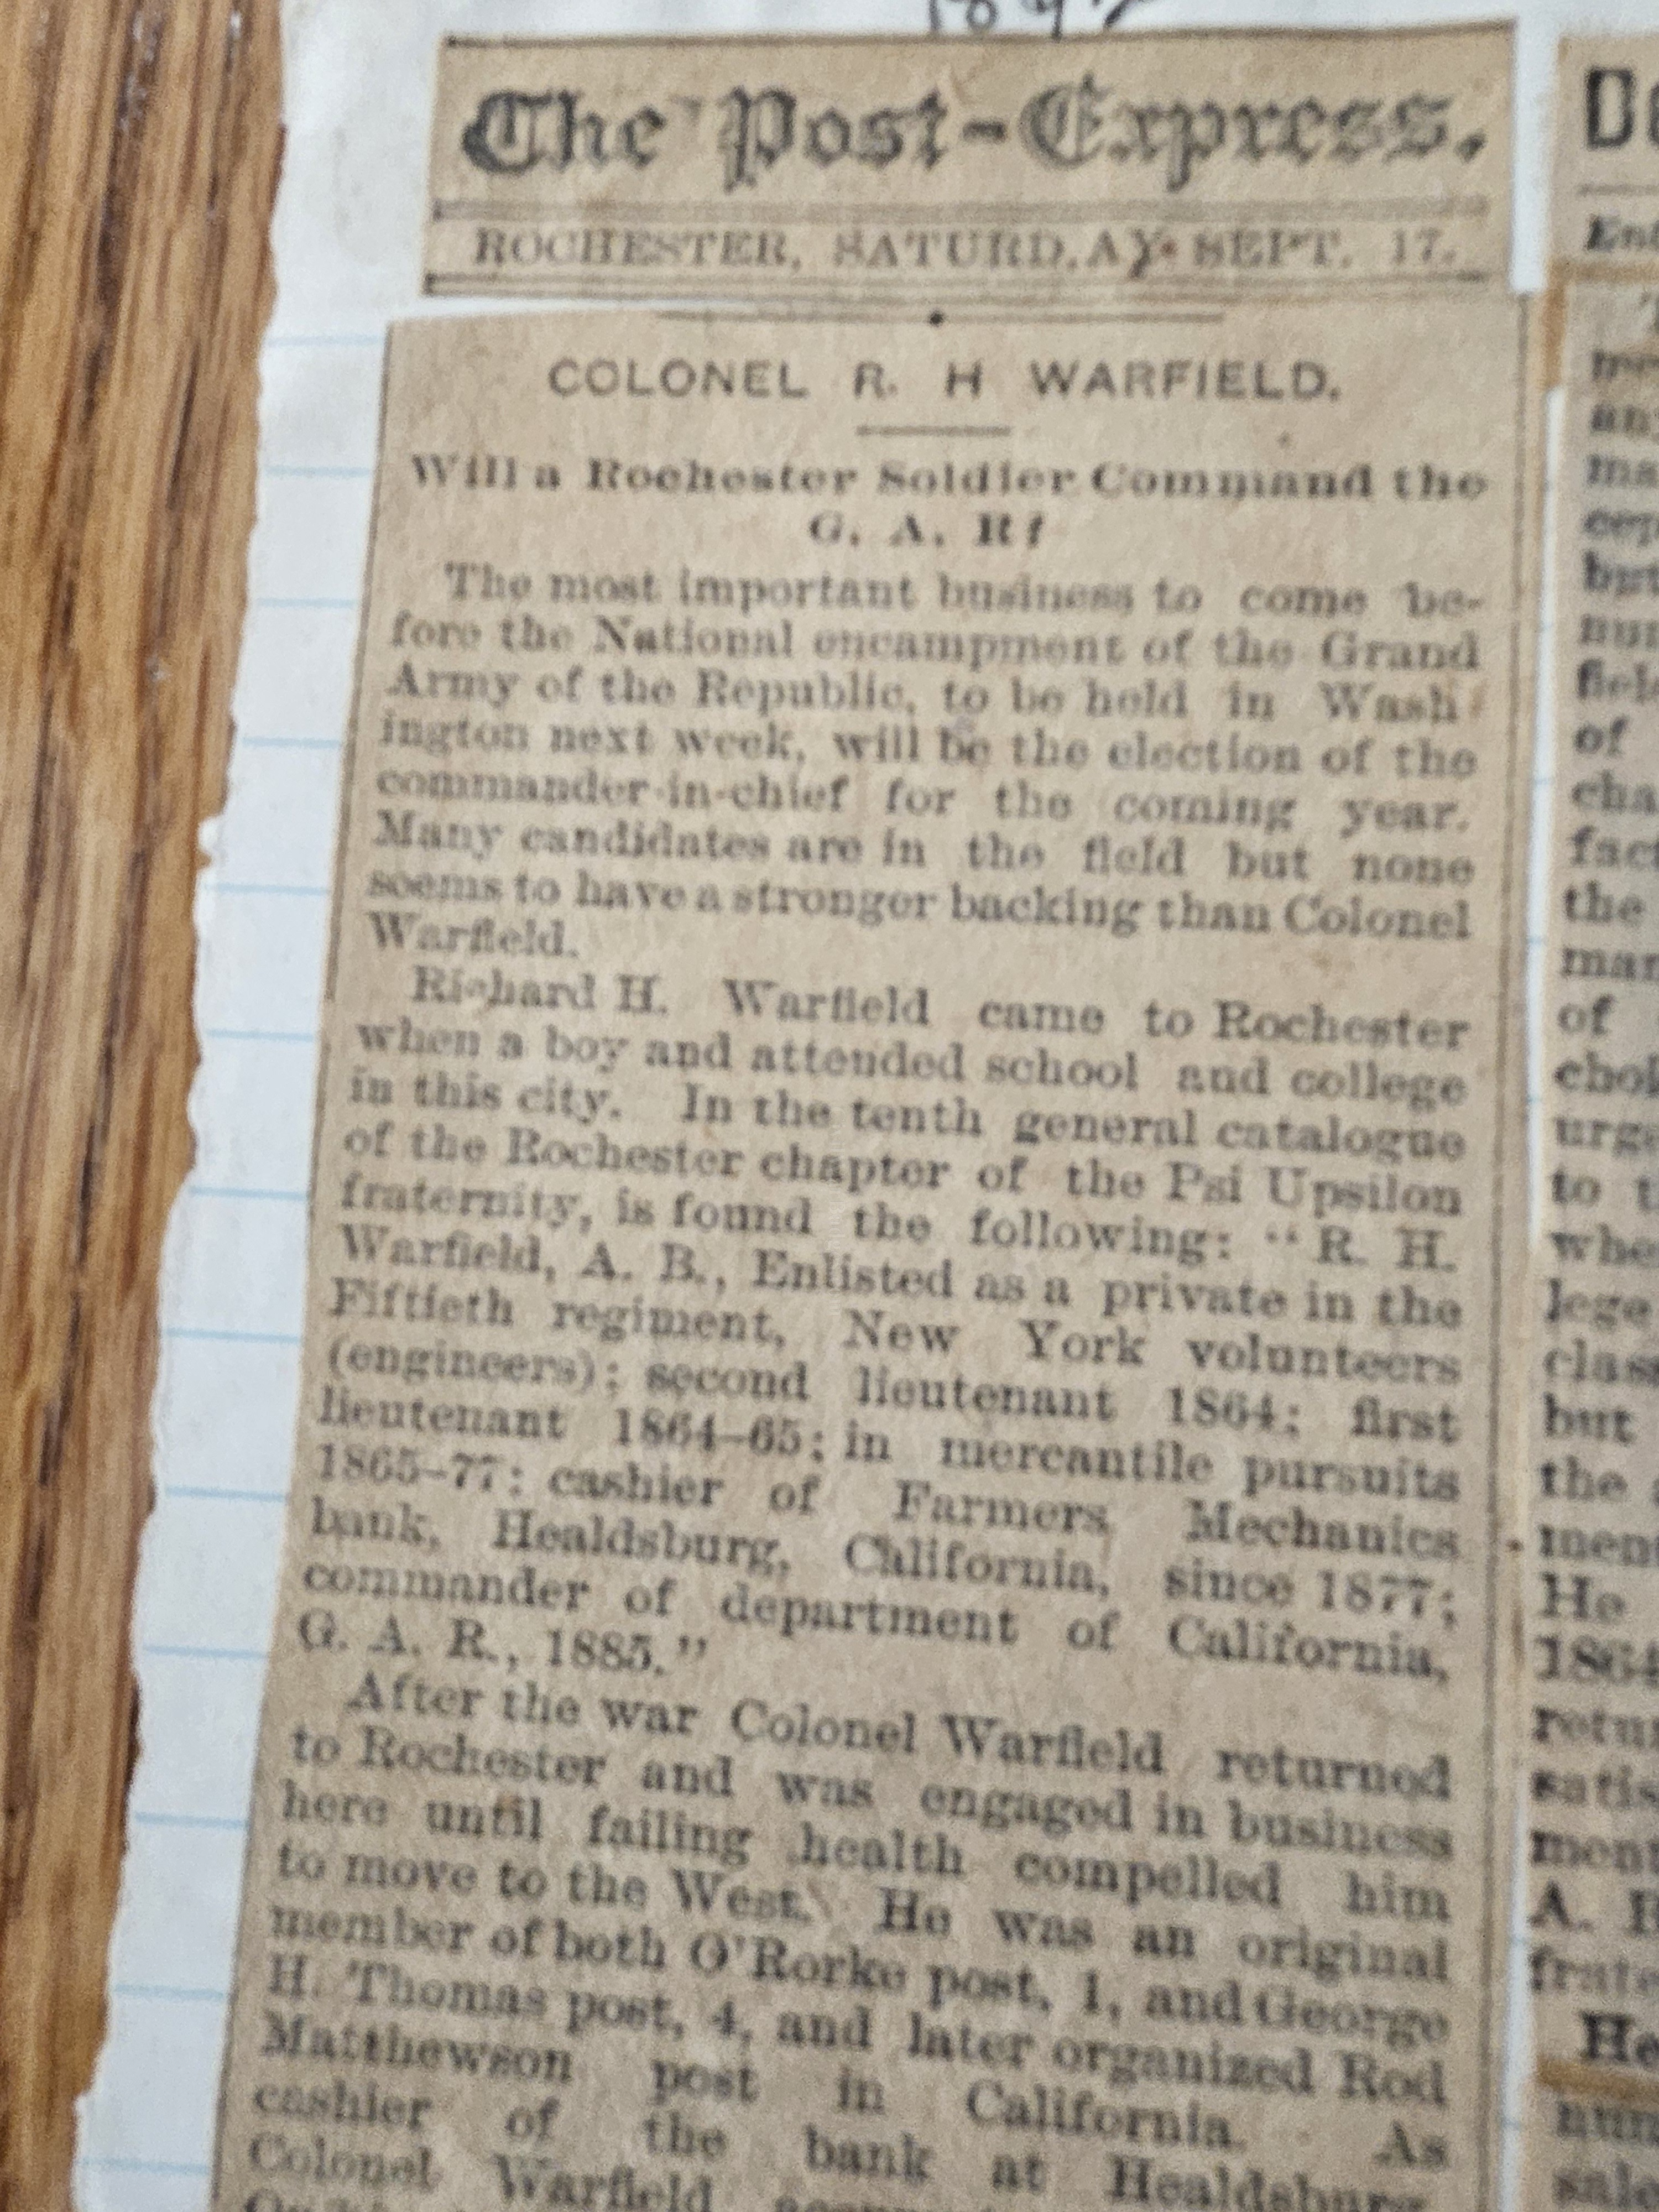 1892
The Post-Express.
ROCHESTER, SATURD.AY SEPT. 17.
COLONEL R. H WARFIELD.
Will a Rochester Soldier Command the
G. A. R?
The most important business to come be-
fore the National encampment of the Grand
Army of the Republic, to be held in Wash
ington next week, will be the election of the
commander-in-chief for the coming year.
Many candidates are in the field but none
seems to have a stronger backing than Colonel
Warfield.
Richard H. Warfield came to Rochester
when a boy and attended school and college
in this city. In the tenth general catalogue
of the Rochester chapter of the Psi Upsilon
fraternity, is found the following: "R. H.
Warfield, A. B., Enlisted as a private in the
Fiftieth regiment, New York volunteers
(engineers); second lieutenant 1864; first
lieutenant 1864-65; in mercantile pursuits
1865-77; cashier of Farmers Mechanics
bank, Healdsburg, California, since 1877;
commander of department of California,
G. A. R., 1885."
After the war Colonel Warfield returned
to Rochester and was engaged in business
here until failing health compelled him
to move to the West. He was an original
member of both O'Rorke post, 1, and George
H. Thomas post, 4, and later organized Rod
Matthewson post in California. As
cashier of the bank at Healdsburg
Colonel Warfield